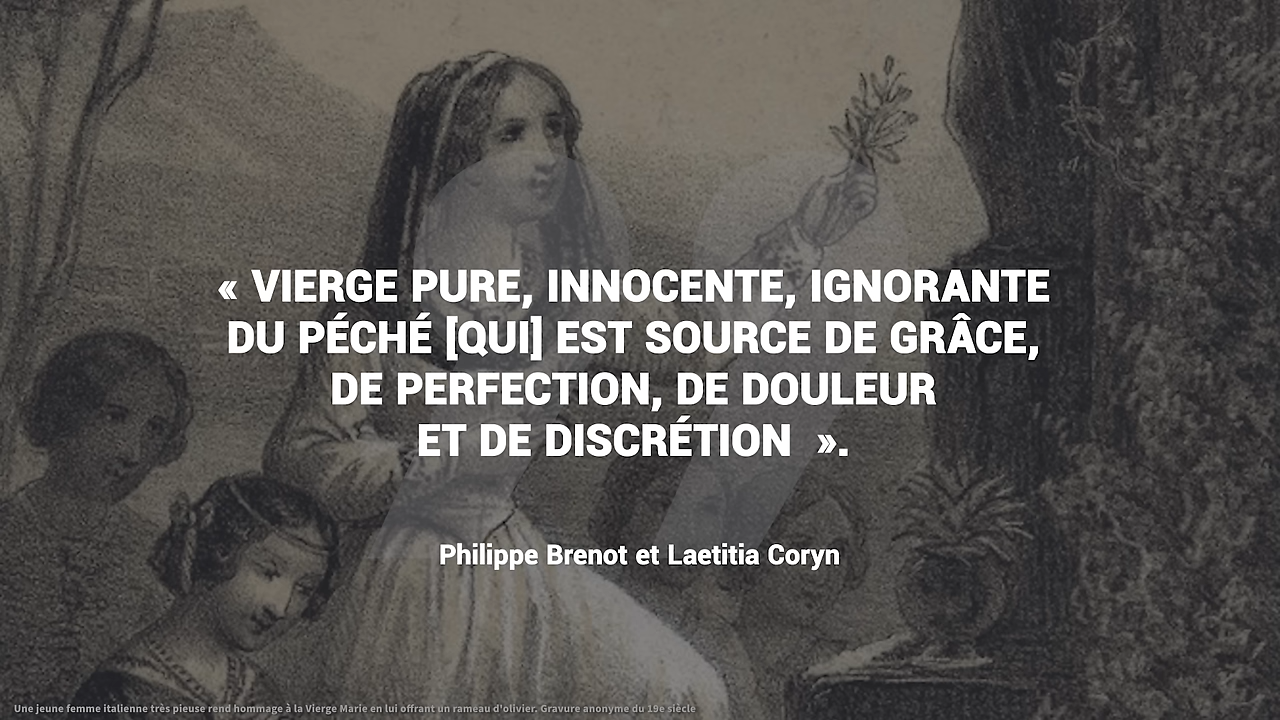 « VIERGE PURE, INNOCENTE, IGNORANTE
DU PÉCHÉ [QUI] EST SOURCE DE GRÂCE,
DE PERFECTION, DE DOULEUR
ET DE DISCRÉTION ».
Philippe Brenot et Laetitia Coryn
Une jeune femme italienne très pieuse rend hommage à la Vierge Marie en lui offrant un rameau d'olivier. Gravure anonyme du 19e siècle